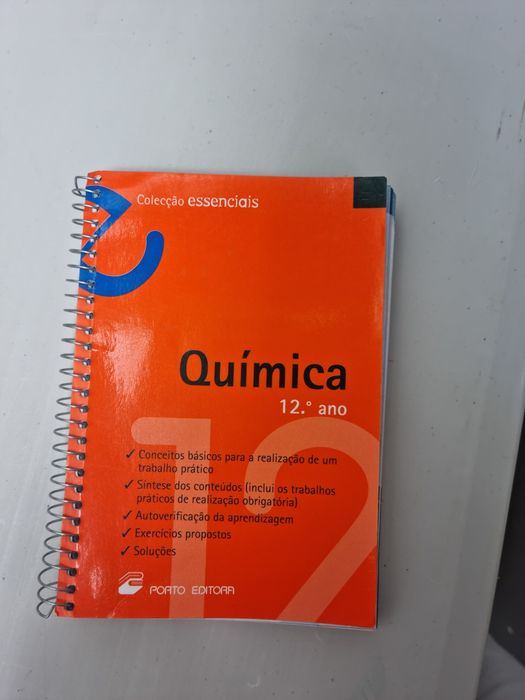 Colecção essenciais
Química
12.º ano
12
✓ Conceitos básicos para a realização de um
trabalho prático
✓ Síntese dos conteúdos (inclui os trabalhos
práticos de realização obrigatória)
✓ Autoverificação da aprendizagem
✓ Exercícios propostos
✓ Soluções
PORTO EDITORA